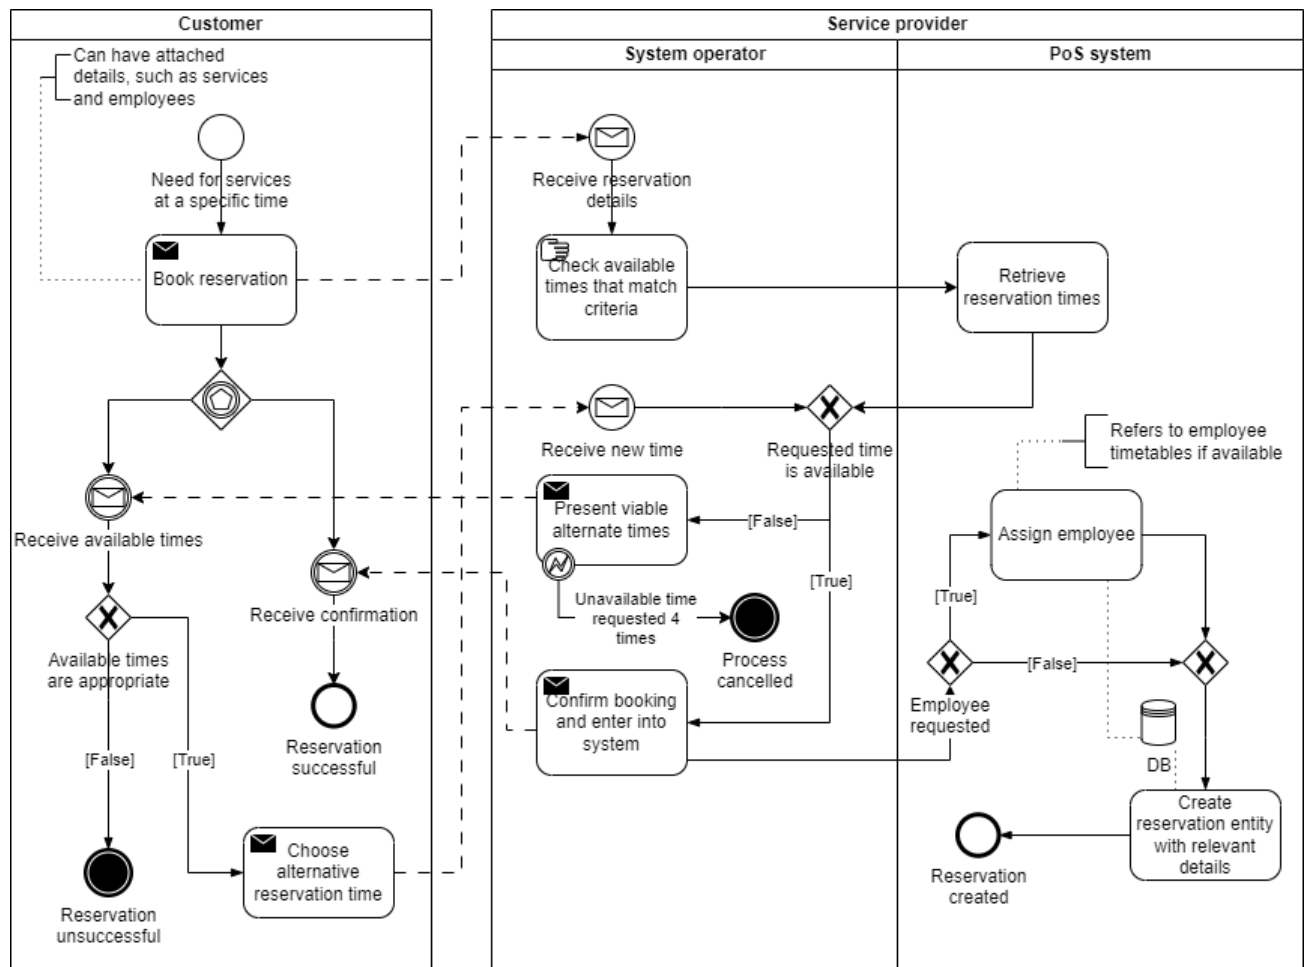 Customer
Service provider
System operator
PoS system
Can have attached
details, such as services
and employees
Need for services
at a specific time
Book reservation
Receive reservation
details
Check available
times that match
criteria
Retrieve
reservation times
Receive new time
Requested time
is available
Refers to employee
timetables if available
Present viable
alternate times
[False]
[True]
Unavailable time
requested 4
times
Process
cancelled
Receive available times
Receive confirmation
Available times
are appropriate
[False]
[True]
Reservation
successful
Reservation
unsuccessful
Choose
alternative
reservation time
Confirm booking
and enter into
system
Assign employee
[True]
[False]
Employee
requested
DB
Create
reservation entity
with relevant
details
Reservation
created